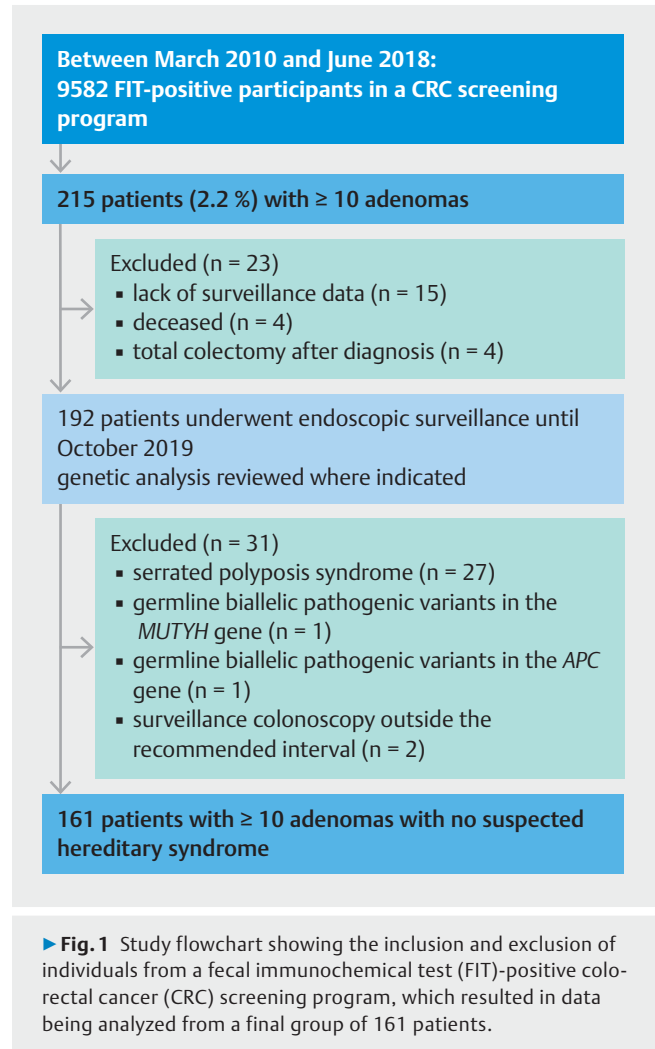 Between March 2010 and June 2018:
9582 FIT-positive participants in a CRC screening
program
215 patients (2.2 %) with ≥ 10 adenomas
Excluded (n = 23)
▪ lack of surveillance data (n = 15)
▪ deceased (n = 4)
▪ total colectomy after diagnosis (n = 4)
192 patients underwent endoscopic surveillance until
October 2019
genetic analysis reviewed where indicated
Excluded (n = 31)
▪ serrated polyposis syndrome (n = 27)
▪ germline biallelic pathogenic variants in the
MUTYH gene (n = 1)
▪ germline biallelic pathogenic variants in the APC
gene (n = 1)
▪ surveillance colonoscopy outside the
recommended interval (n = 2)
161 patients with ≥ 10 adenomas with no suspected
hereditary syndrome
▶ Fig. 1 Study flowchart showing the inclusion and exclusion of
individuals from a fecal immunochemical test (FIT)-positive colo-
rectal cancer (CRC) screening program, which resulted in data
being analyzed from a final group of 161 patients.